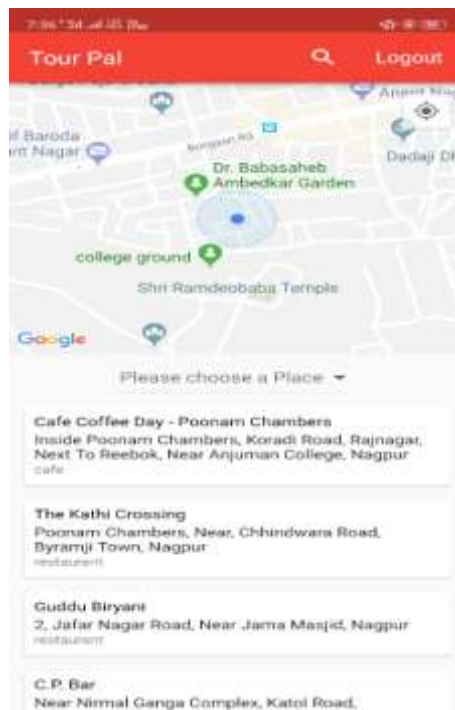 Tour Pal
Logout
Baroda
Nagar
Dadaji
Dr. Babasaheb
Ambedkar Garden
college ground
Shri Ramdeobaba Temple
Google
Please choose a Place
Cafe Coffee Day - Poonam Chambers
Inside Poonam Chambers, Koradi Road, Rajnagar,
Next To Reebok, Near Anjuman College, Nagpur
cafe
The Kathi Crossing
Poonam Chambers, Near, Chhindwara Road,
Byramji Town, Nagpur
restaurant
Guddu Biryani
2, Jafar Nagar Road, Near Jama Masjid, Nagpur
restaurant
C.P. Bar
Near Nirmal Ganga Complex, Katol Road,